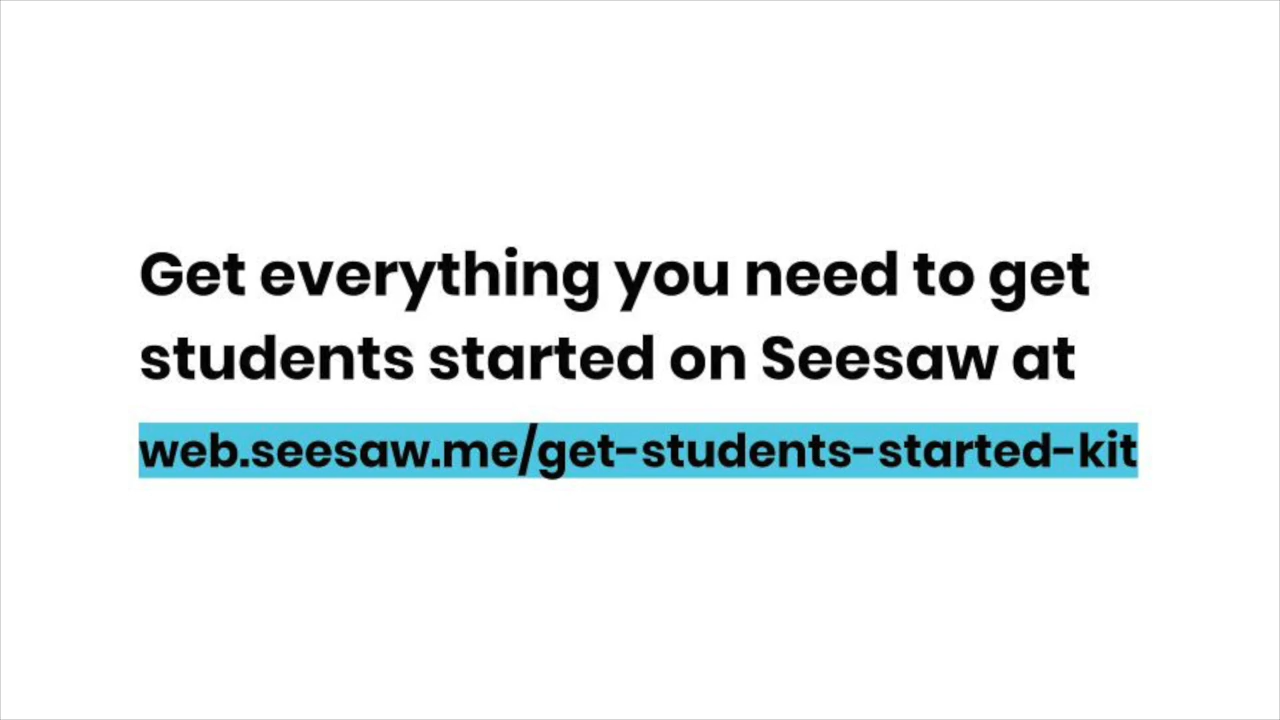 Get everything you need to get
students started on Seesaw at
web.seesaw.me/get-students-started-kit